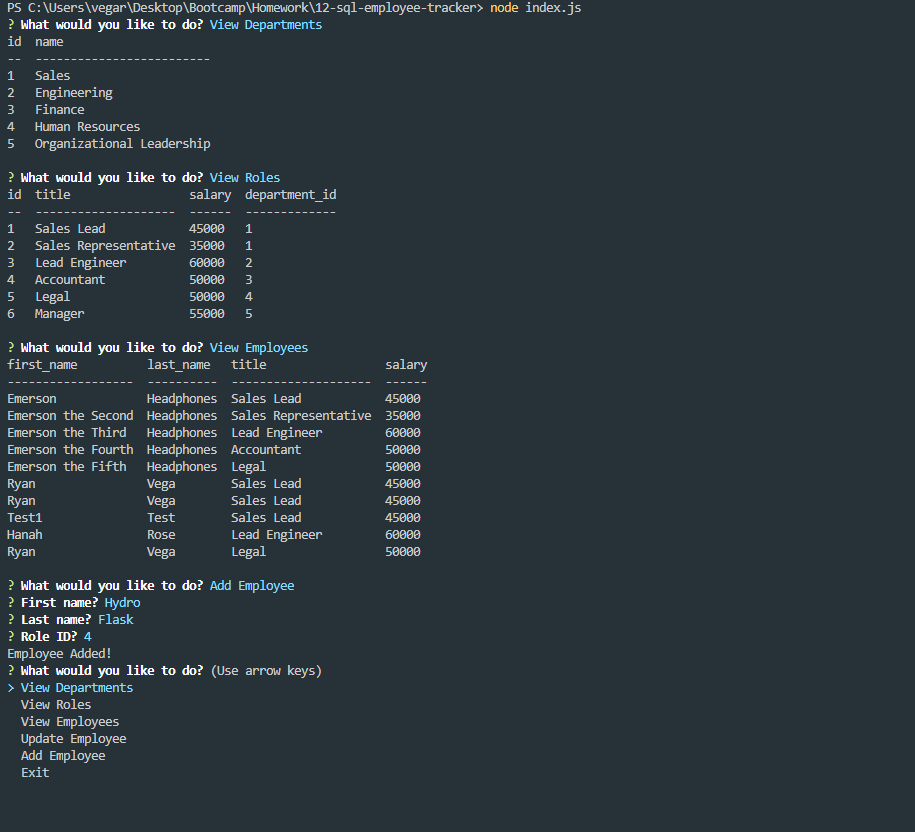 PS C:\Users\vegar\Desktop\Bootcamp\Homework\12-sql-employee-tracker> node index.js
? What would you like to do? View Departments
id  name
--  -------------------------
1   Sales
2   Engineering
3   Finance
4   Human Resources
5   Organizational Leadership

? What would you like to do? View Roles
id  title                 salary  department_id
--  --------------------  ------  -------------
1   Sales Lead            45000   1
2   Sales Representative  35000   1
3   Lead Engineer         60000   2
4   Accountant            50000   3
5   Legal                 50000   4
6   Manager               55000   5

? What would you like to do? View Employees
first_name          last_name   title                 salary
------------------  ----------  --------------------  ------
Emerson             Headphones  Sales Lead            45000
Emerson the Second  Headphones  Sales Representative  35000
Emerson the Third   Headphones  Lead Engineer         60000
Emerson the Fourth  Headphones  Accountant            50000
Emerson the Fifth   Headphones  Legal                 50000
Ryan                Vega        Sales Lead            45000
Ryan                Vega        Sales Lead            45000
Test1               Test        Sales Lead            45000
Hanah               Rose        Lead Engineer         60000
Ryan                Vega        Legal                 50000

? What would you like to do? Add Employee
? First name? Hydro
? Last name? Flask
? Role ID? 4
Employee Added!
? What would you like to do? (Use arrow keys)
> View Departments
  View Roles
  View Employees
  Update Employee
  Add Employee
  Exit